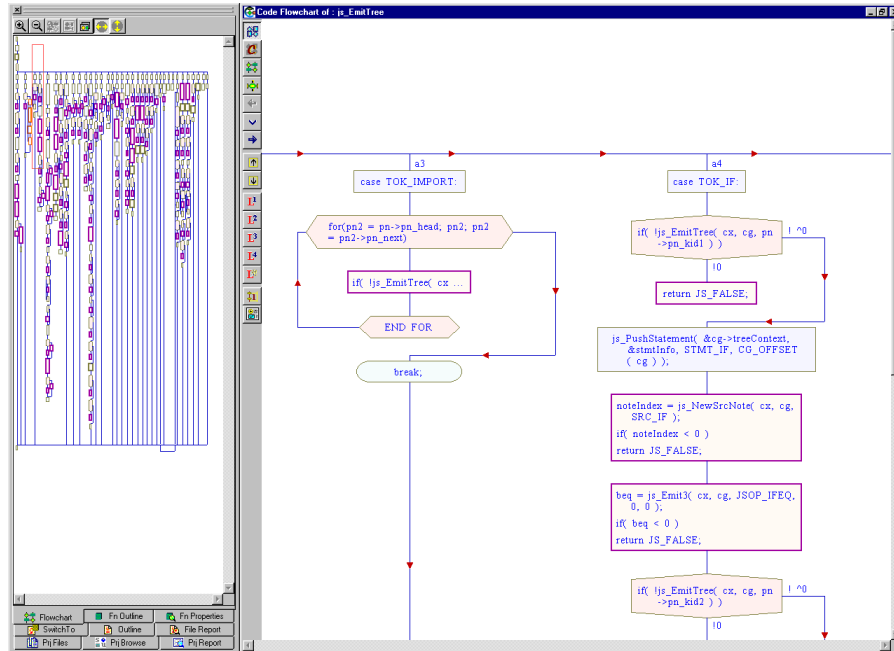 Code Flowchart of : js_EmitTree
a3
a4
case TOK_IMPORT:
case TOK_IF:
for(pn2 = pn->pn_head; pn2; pn2
= pn2->pn_next)
if( !js_EmitTree( cx ...
END FOR
break;
if( !js_EmitTree( cx, cg, pn
->pn_kid1 ) )
! ^0
!0
return JS_FALSE;
js_PushStatement( &cg->treeContext,
&stmtInfo, STMT_IF, CG_OFFSET
( cg ) );
noteIndex = js_NewSrcNote( cx, cg,
SRC_IF );
if( noteIndex < 0 )
return JS_FALSE;
beq = js_Emit3( cx, cg, JSOP_IFEQ,
0, 0 );
if( beq < 0 )
return JS_FALSE;
if( !js_EmitTree( cx, cg, pn
->pn_kid2 ) )
! ^0
!0
L1
L2
L3
L4
Flowchart
Fn Outline
Fn Properties
SwitchTo
Outline
File Report
Prj Files
Prj Browse
Prj Report